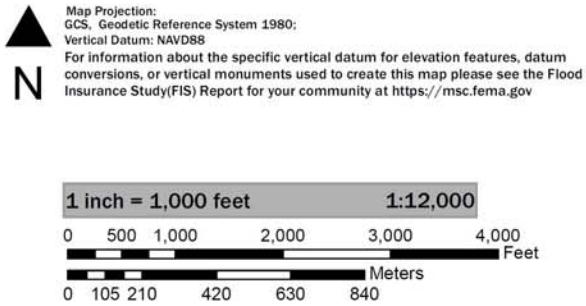 Map Projection:
GCS, Geodetic Reference System 1980;
Vertical Datum: NAVD88
For information about the specific vertical datum for elevation features, datum
conversions, or vertical monuments used to create this map please see the Flood
Insurance Study(FIS) Report for your community at https://msc.fema.gov
N
1 inch = 1,000 feet 1:12,000
0 500 1,000 2,000 3,000 4,000
Feet
Meters
0 105 210 420 630 840